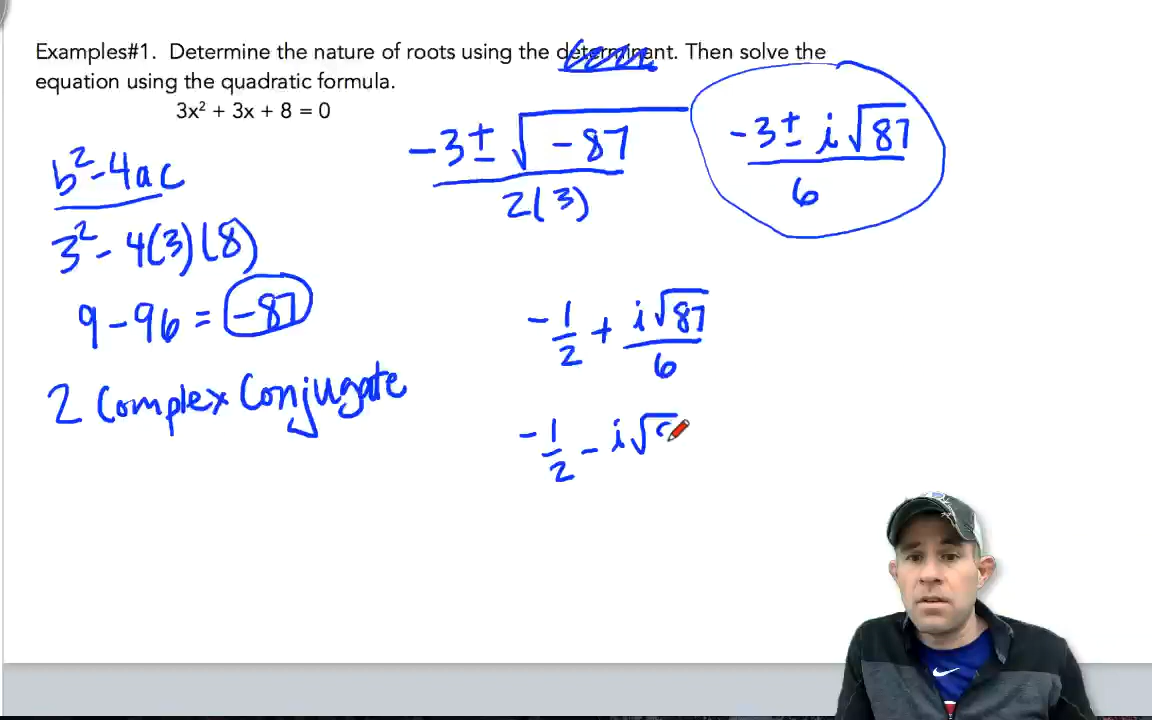 Examples#1. Determine the nature of roots using the determinant. Then solve the
equation using the quadratic formula.
3x² + 3x + 8 = 0
b² - 4ac
3² - 4(3)(8)
9 - 96 = -87
2 Complex Conjugate
-3 ± √-87
2(3)
-3 ± i√87
6
-1/2 + i√87/6
-1/2 - i√